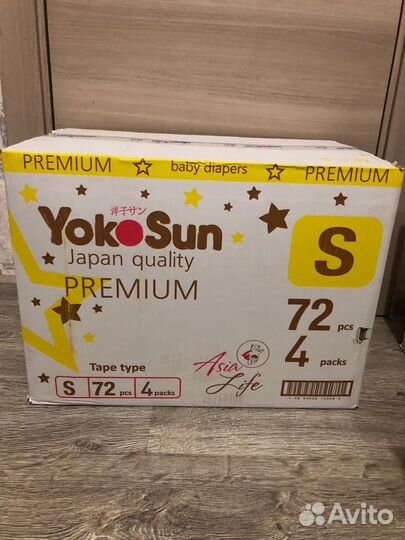 PREMIUM baby diapers PREMIUM
洋子サン
YokoSun
Japan quality
PREMIUM
S
72 pcs
4 packs
Tape type
S 72 pcs 4 packs
Asia
Life
Avito